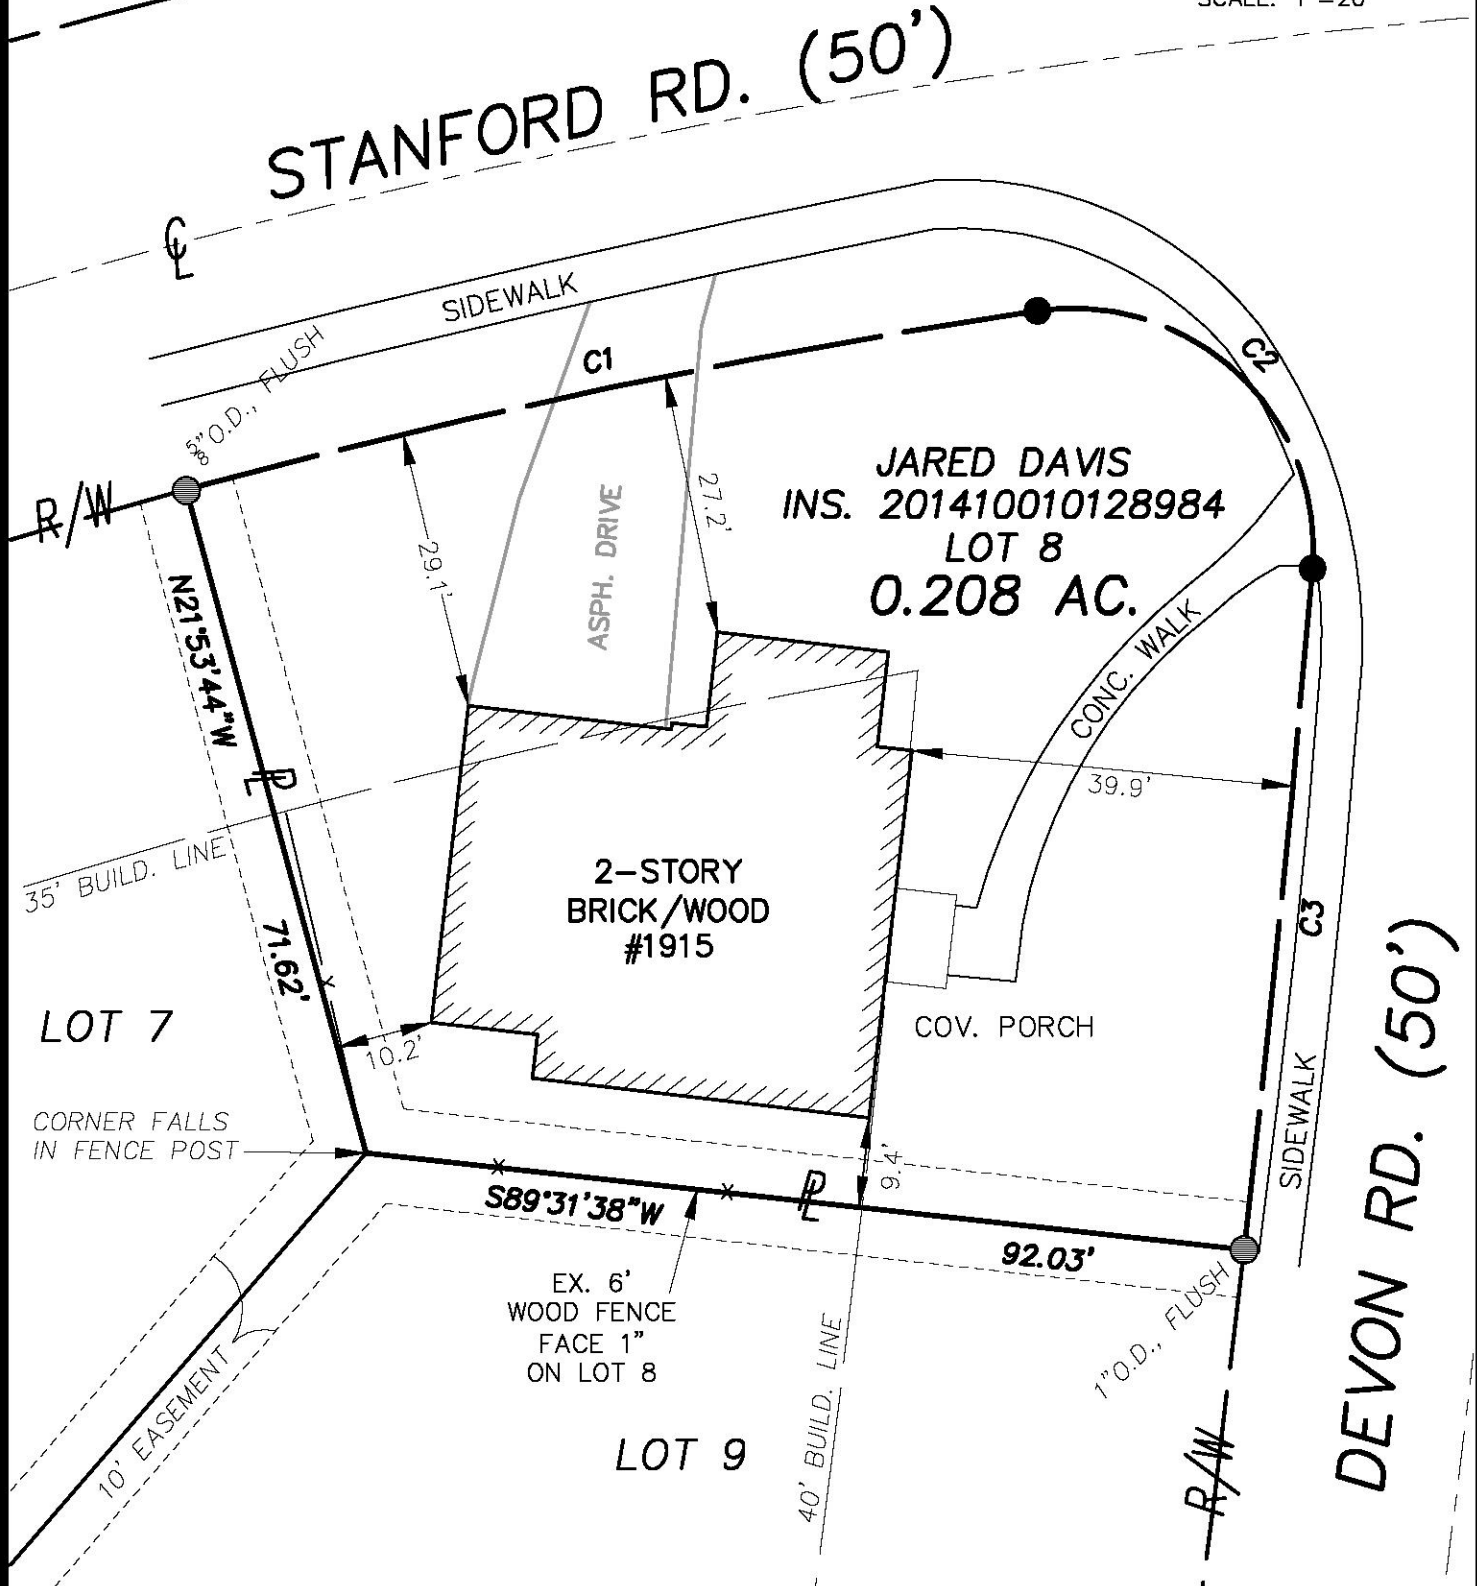 STANFORD RD. (50')
SIDEWALK
5/8" O.D., FLUSH
C1
C2
R/W
JARED DAVIS
INS. 201410010128984
LOT 8
0.208 AC.
29.1'
ASPH. DRIVE
27.2'
CONC. WALK
N21°53'44"W
PL
39.9'
35' BUILD. LINE
2-STORY
BRICK/WOOD
#1915
71.62'
C3
LOT 7
10.2'
COV. PORCH
CORNER FALLS
IN FENCE POST
SIDEWALK
DEVON RD. (50')
9.4'
S89°31'38"W
PL
92.03'
EX. 6'
WOOD FENCE
FACE 1"
ON LOT 8
1" O.D., FLUSH
10' EASEMENT
40' BUILD. LINE
LOT 9
R/W
CL